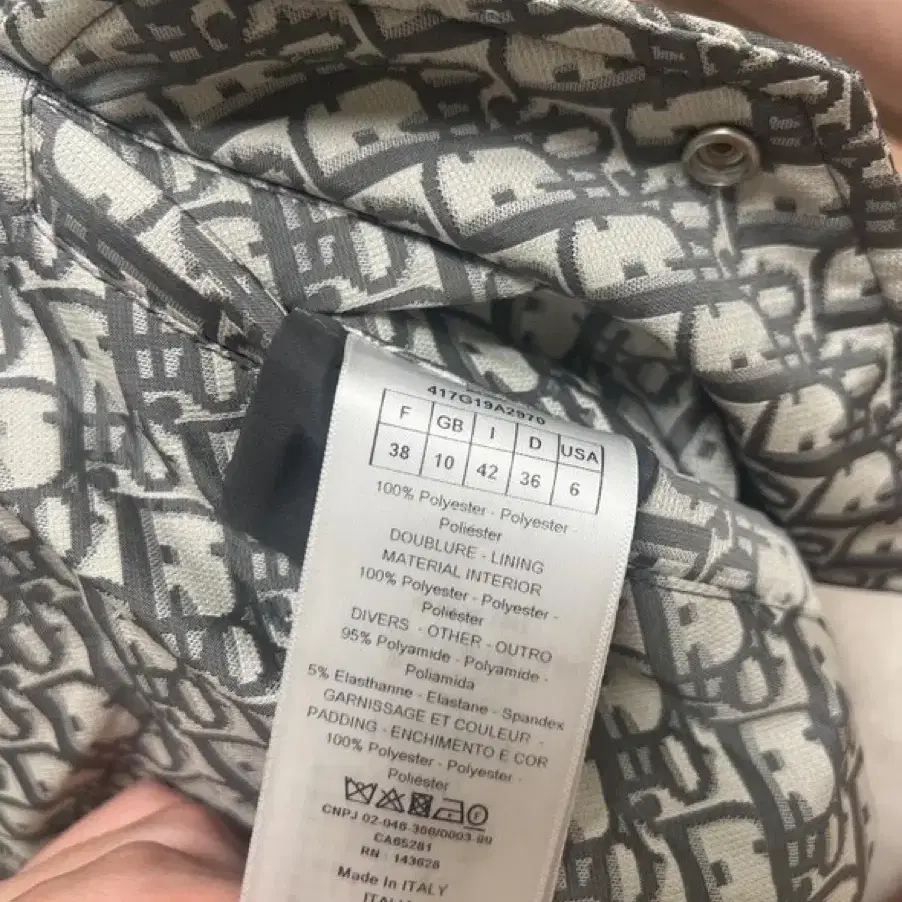 417G19A2970
F GB I D USA
38 10 42 36 6
100% Polyester - Polyester -
Poliéster
DOUBLURE - LINING
MATERIAL INTERIOR
100% Polyester - Polyester -
Poliéster
DIVERS - OTHER - OUTRO
95% Polyamide - Polyamide -
Poliamida
5% Elasthanne - Elastane - Spandex
GARNISSAGE ET COULEUR -
PADDING - ENCHIMENTO E COR
100% Polyester - Polyester -
Poliéster
CNPJ 02-046-366/0003-99
CA65281
RN : 143628
Made In ITALY